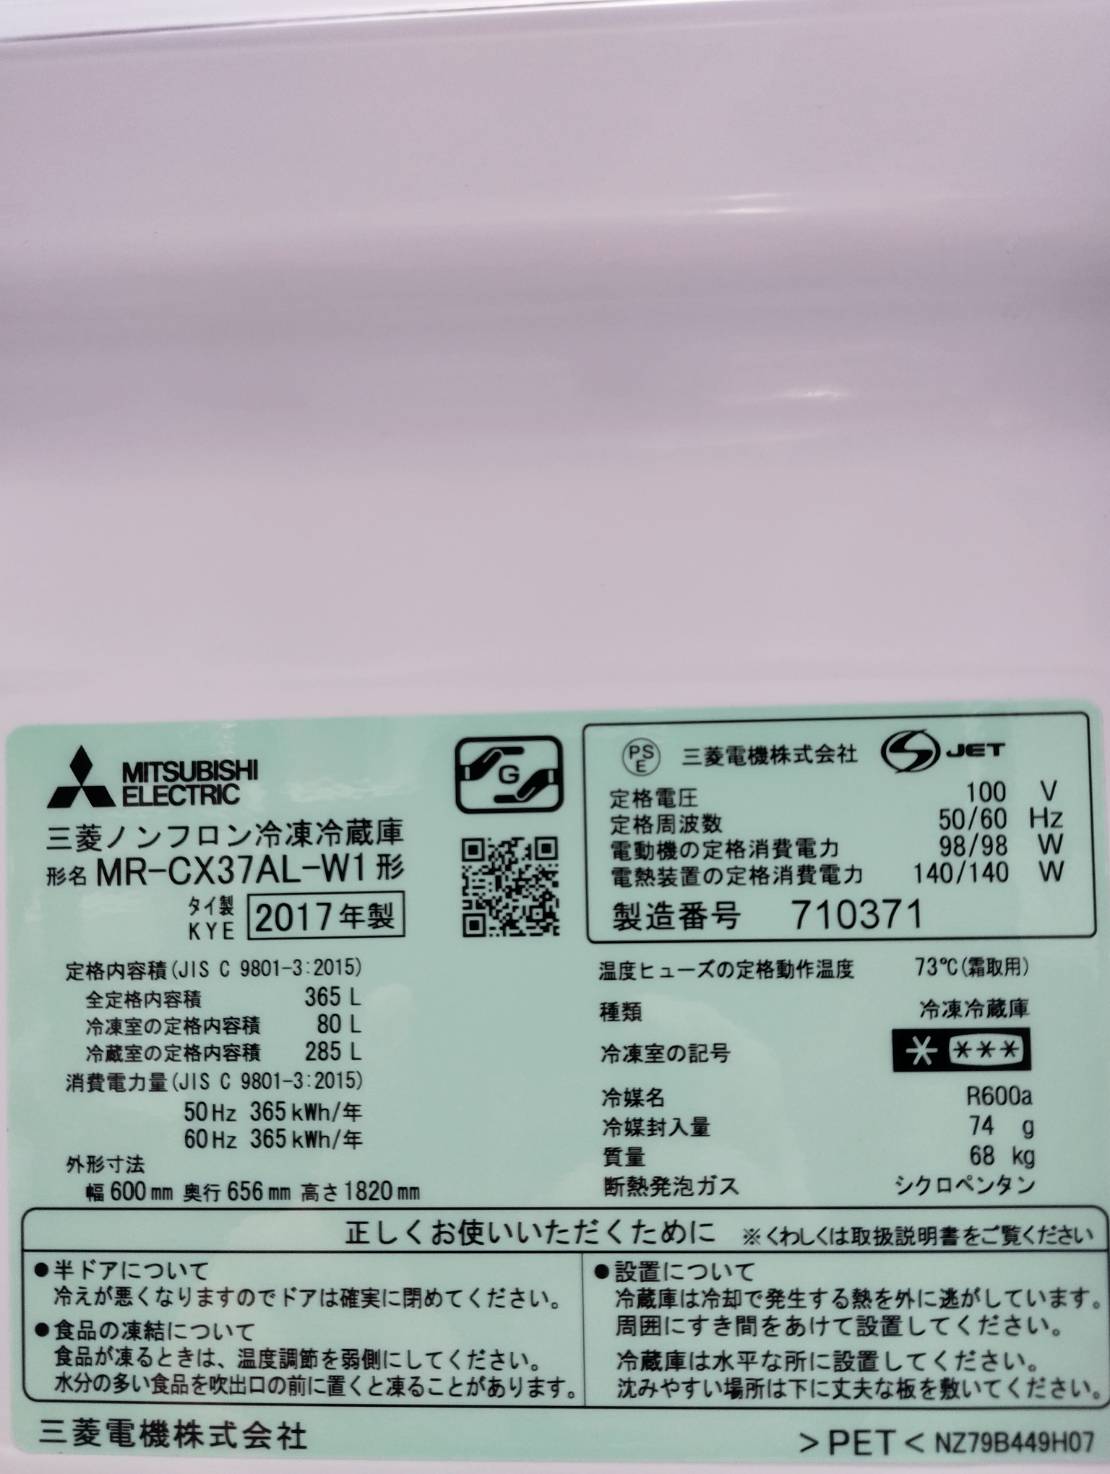 MITSUBISHI
ELECTRIC
G
三菱ノンフロン冷凍冷蔵庫
形名 MR-CX37AL-W1形
タイ製
KYE
2017年製
定格内容積(JIS C 9801-3:2015)
全定格内容積 365 L
冷凍室の定格内容積 80 L
冷蔵室の定格内容積 285 L
消費電力量(JIS C 9801-3:2015)
50Hz 365kWh/年
60Hz 365kWh/年
外形寸法
幅600mm 奥行656mm 高さ1820mm
PS
E
三菱電機株式会社 JET
定格電圧 100 V
定格周波数 50/60 Hz
電動機の定格消費電力 98/98 W
電熱装置の定格消費電力 140/140 W
製造番号 710371
温度ヒューズの定格動作温度 73℃(霜取用)
種類 冷凍冷蔵庫
冷凍室の記号 * ***
冷媒名 R600a
冷媒封入量 74 g
質量 68 kg
断熱発泡ガス シクロペンタン
正しくお使いいただくために ※くわしくは取扱説明書をご覧ください
●半ドアについて
冷えが悪くなりますのでドアは確実に閉めてください。
●食品の凍結について
食品が凍るときは、温度調節を弱側にしてください。
水分の多い食品を吹出口の前に置くと凍ることがあります。
●設置について
冷蔵庫は冷却で発生する熱を外に逃がしています。
周囲にすき間をあけて設置してください。
冷蔵庫は水平な所に設置してください。
沈みやすい場所は下に丈夫な板を敷いてください。
三菱電機株式会社
>PET< NZ79B449H07